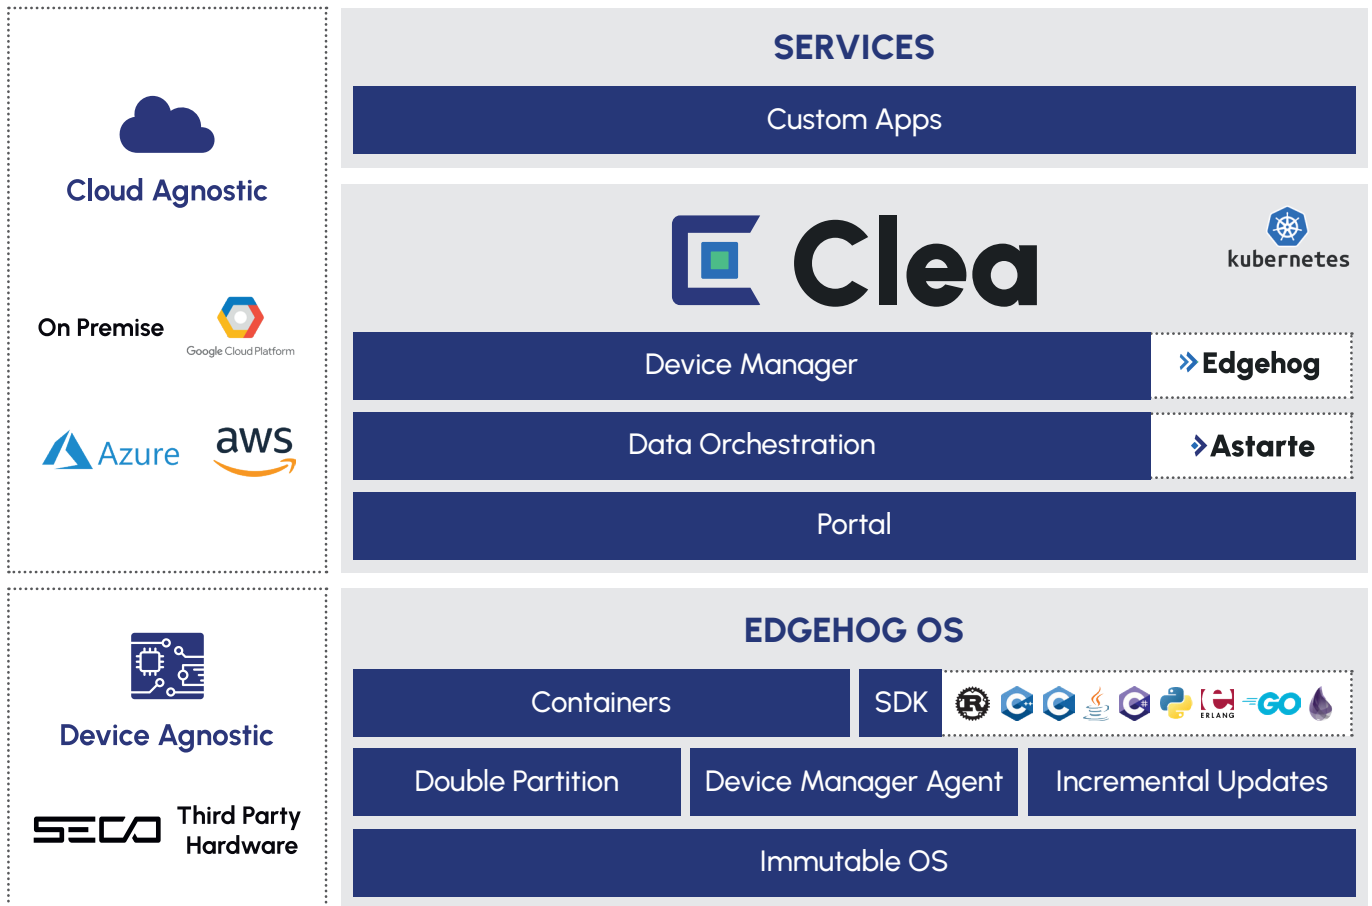 Cloud Agnostic
On Premise
Google Cloud Platform
Azure
aws
SERVICES
Custom Apps
Clea
kubernetes
Device Manager
Edgehog
Data Orchestration
Astarte
Portal
Device Agnostic
SECO
Third Party
Hardware
EDGEHOG OS
Containers
SDK
R
C++
C
Java
C#
ERLANG
GO
Double Partition
Device Manager Agent
Incremental Updates
Immutable OS